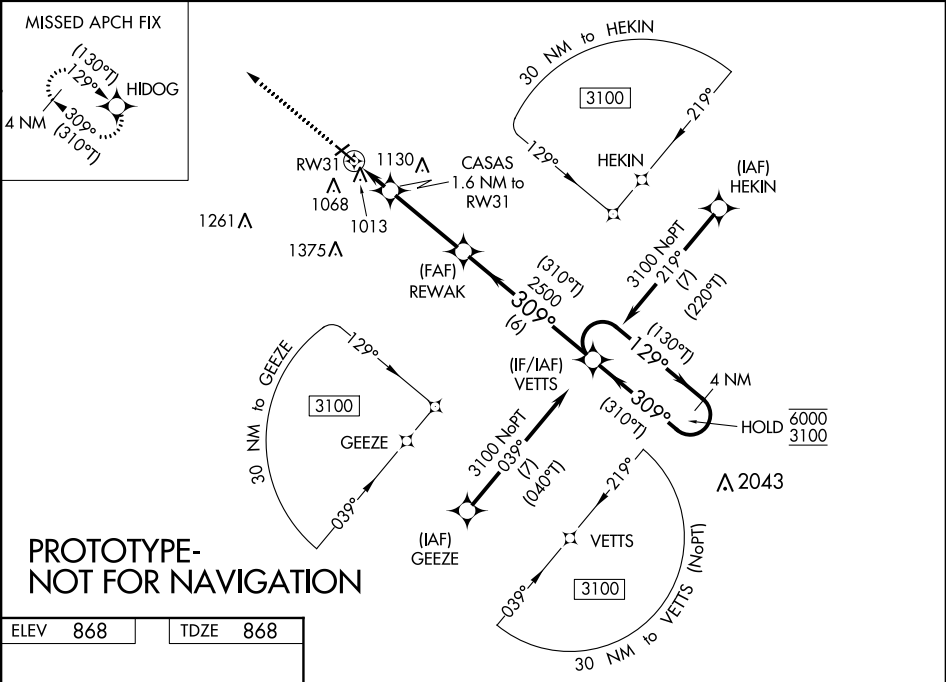 MISSED APCH FIX
(130°T)
129°
HIDOG
4 NM
309°
(310°T)
30 NM to HEKIN
3100
219°
129°
HEKIN
RW31
1130
CASAS
1.6 NM to
RW31
1068
1013
1261
1375
(IAF)
HEKIN
3100 NoPT
219°
(7)
(220°T)
(FAF)
REWAK
(310°T)
2500
309°
(6)
(130°T)
129°
4 NM
(IF/IAF)
VETTS
309°
(310°T)
HOLD
6000
3100
30 NM to GEEZE
129°
3100
GEEZE
039°
3100 NoPT
039°
(7)
(040°T)
(IAF)
GEEZE
2043
219°
VETTS
039°
3100
30 NM to VETTS (NoPT)
PROTOTYPE-
NOT FOR NAVIGATION
ELEV 868
TDZE 868